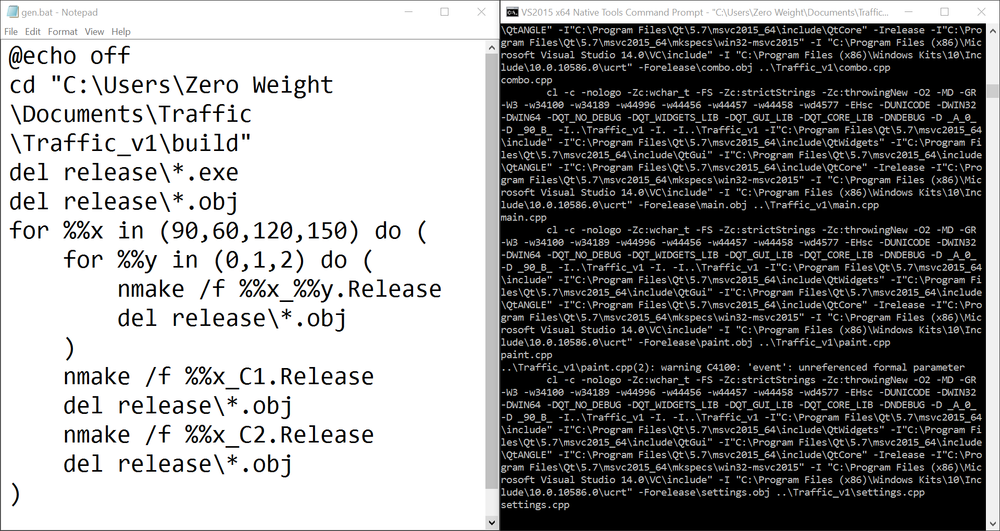 gen.bat - Notepad
File Edit Format View Help
@echo off
cd "C:\Users\Zero Weight
\Documents\Traffic
\Traffic_v1\build"
del release\*.exe
del release\*.obj
for %%x in (90,60,120,150) do (
    for %%y in (0,1,2) do (
        nmake /f %%x_%%y.Release
        del release\*.obj
    )
    nmake /f %%x_C1.Release
    del release\*.obj
    nmake /f %%x_C2.Release
    del release\*.obj
)
VS2015 x64 Native Tools Command Prompt - "C:\Users\Zero Weight\Documents\Traffic...
\QtANGLE" -I"C:\Program Files\Qt\5.7\msvc2015_64\include\QtCore" -Irelease -I"C:\Pro
gram Files\Qt\5.7\msvc2015_64\mkspecs\win32-msvc2015" -I "C:\Program Files (x86)\Mic
rosoft Visual Studio 14.0\VC\include" -I "C:\Program Files (x86)\Windows Kits\10\Inc
lude\10.0.10586.0\ucrt" -Forelease\combo.obj ..\Traffic_v1\combo.cpp
combo.cpp
        cl -c -nologo -Zc:wchar_t -FS -Zc:strictStrings -Zc:throwingNew -O2 -MD -GR
-W3 -w34100 -w34189 -w44996 -w44456 -w44457 -w44458 -wd4577 -EHsc -DUNICODE -DWIN32
-DWIN64 -DQT_NO_DEBUG -DQT_WIDGETS_LIB -DQT_GUI_LIB -DQT_CORE_LIB -DNDEBUG -D _A_0_
-D _90_B_ -I..\Traffic_v1 -I. -I..\Traffic_v1 -I"C:\Program Files\Qt\5.7\msvc2015_64
\include" -I"C:\Program Files\Qt\5.7\msvc2015_64\include\QtWidgets" -I"C:\Program Fi
les\Qt\5.7\msvc2015_64\include\QtGui" -I"C:\Program Files\Qt\5.7\msvc2015_64\include
\QtANGLE" -I"C:\Program Files\Qt\5.7\msvc2015_64\include\QtCore" -Irelease -I"C:\Pro
gram Files\Qt\5.7\msvc2015_64\mkspecs\win32-msvc2015" -I "C:\Program Files (x86)\Mic
rosoft Visual Studio 14.0\VC\include" -I "C:\Program Files (x86)\Windows Kits\10\Inc
lude\10.0.10586.0\ucrt" -Forelease\main.obj ..\Traffic_v1\main.cpp
main.cpp
        cl -c -nologo -Zc:wchar_t -FS -Zc:strictStrings -Zc:throwingNew -O2 -MD -GR
-W3 -w34100 -w34189 -w44996 -w44456 -w44457 -w44458 -wd4577 -EHsc -DUNICODE -DWIN32
-DWIN64 -DQT_NO_DEBUG -DQT_WIDGETS_LIB -DQT_GUI_LIB -DQT_CORE_LIB -DNDEBUG -D _A_0_
-D _90_B_ -I..\Traffic_v1 -I. -I..\Traffic_v1 -I"C:\Program Files\Qt\5.7\msvc2015_64
\include" -I"C:\Program Files\Qt\5.7\msvc2015_64\include\QtWidgets" -I"C:\Program Fi
les\Qt\5.7\msvc2015_64\include\QtGui" -I"C:\Program Files\Qt\5.7\msvc2015_64\include
\QtANGLE" -I"C:\Program Files\Qt\5.7\msvc2015_64\include\QtCore" -Irelease -I"C:\Pro
gram Files\Qt\5.7\msvc2015_64\mkspecs\win32-msvc2015" -I "C:\Program Files (x86)\Mic
rosoft Visual Studio 14.0\VC\include" -I "C:\Program Files (x86)\Windows Kits\10\Inc
lude\10.0.10586.0\ucrt" -Forelease\paint.obj ..\Traffic_v1\paint.cpp
paint.cpp
..\Traffic_v1\paint.cpp(2): warning C4100: 'event': unreferenced formal parameter
        cl -c -nologo -Zc:wchar_t -FS -Zc:strictStrings -Zc:throwingNew -O2 -MD -GR
-W3 -w34100 -w34189 -w44996 -w44456 -w44457 -w44458 -wd4577 -EHsc -DUNICODE -DWIN32
-DWIN64 -DQT_NO_DEBUG -DQT_WIDGETS_LIB -DQT_GUI_LIB -DQT_CORE_LIB -DNDEBUG -D _A_0_
-D _90_B_ -I..\Traffic_v1 -I. -I..\Traffic_v1 -I"C:\Program Files\Qt\5.7\msvc2015_64
\include" -I"C:\Program Files\Qt\5.7\msvc2015_64\include\QtWidgets" -I"C:\Program Fi
les\Qt\5.7\msvc2015_64\include\QtGui" -I"C:\Program Files\Qt\5.7\msvc2015_64\include
\QtANGLE" -I"C:\Program Files\Qt\5.7\msvc2015_64\include\QtCore" -Irelease -I"C:\Pro
gram Files\Qt\5.7\msvc2015_64\mkspecs\win32-msvc2015" -I "C:\Program Files (x86)\Mic
rosoft Visual Studio 14.0\VC\include" -I "C:\Program Files (x86)\Windows Kits\10\Inc
lude\10.0.10586.0\ucrt" -Forelease\settings.obj ..\Traffic_v1\settings.cpp
settings.cpp